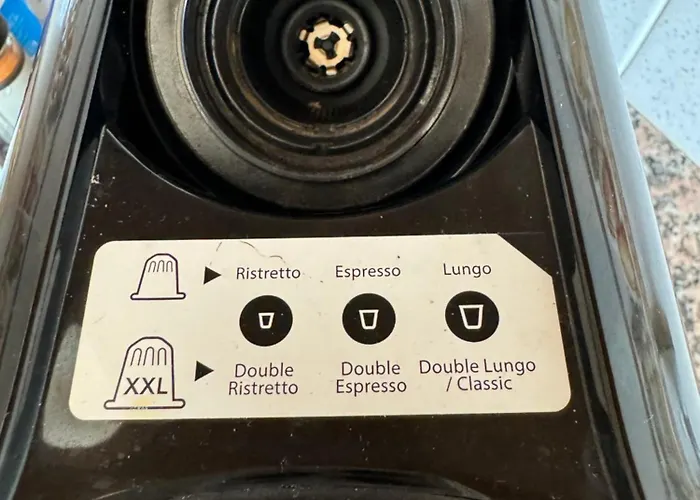 Ristretto Espresso Lungo
XXL
Double Ristretto
Double Espresso
Double Lungo / Classic